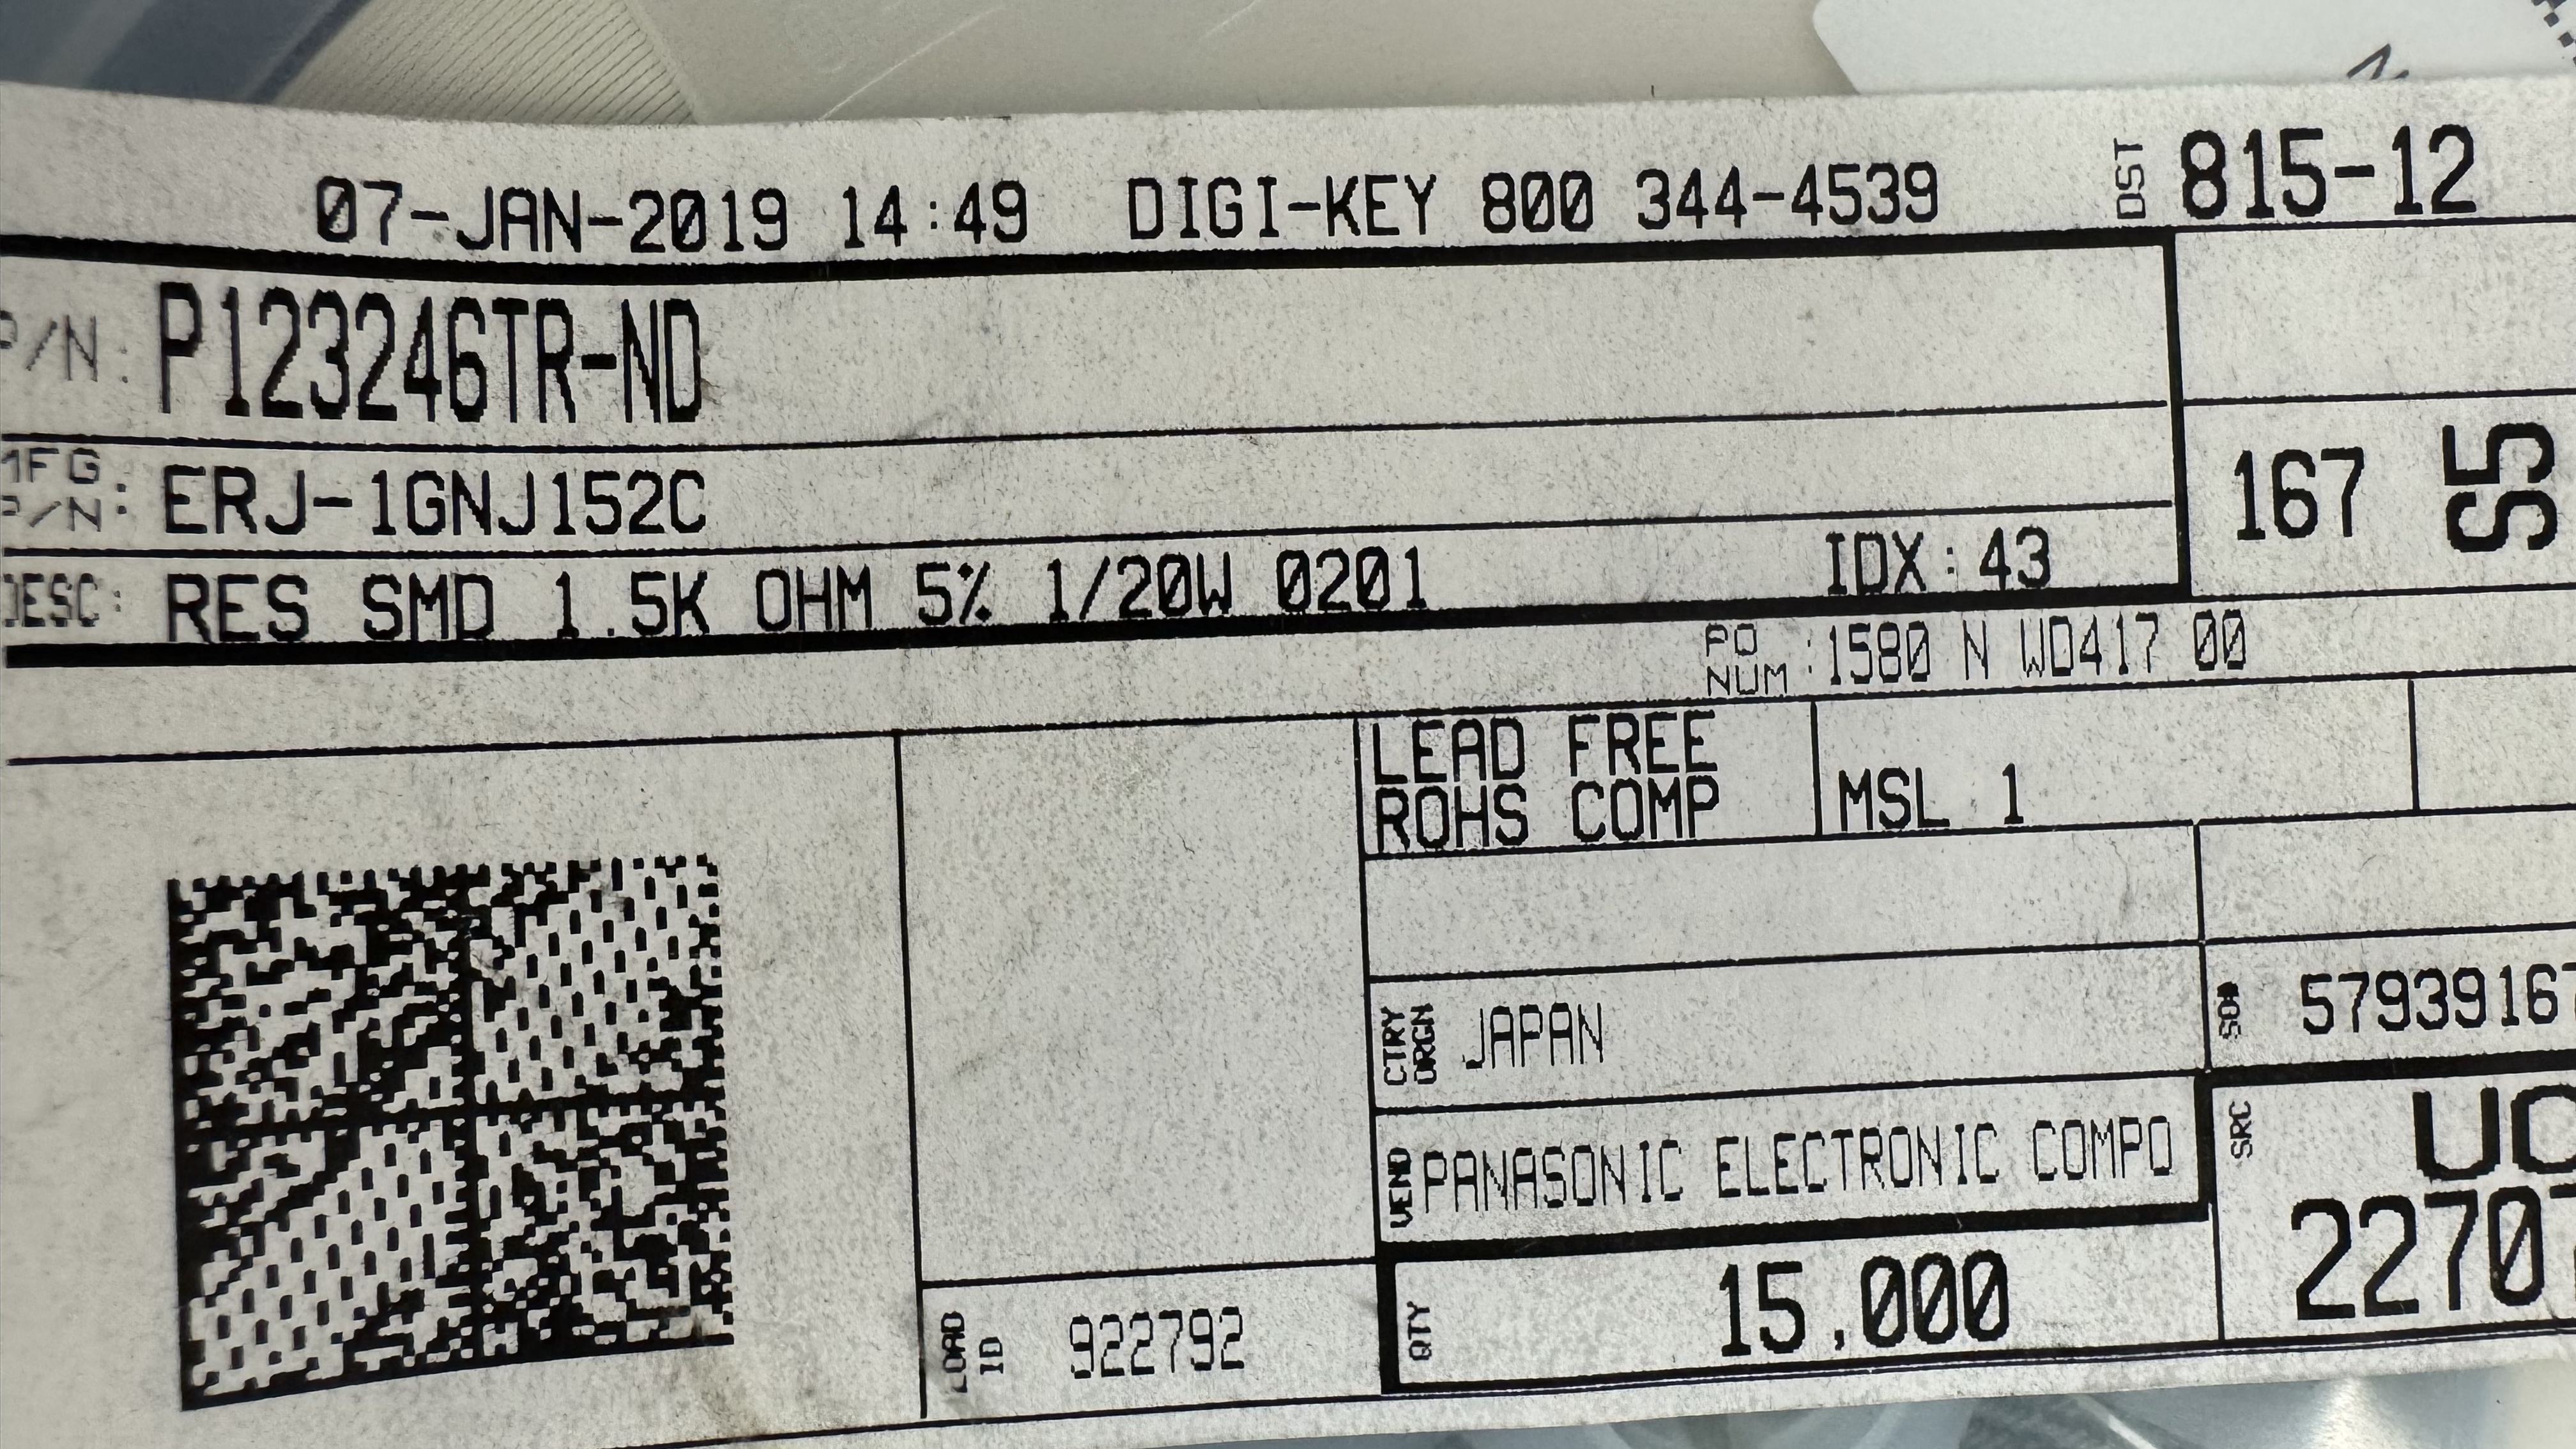 07-JAN-2019 14:49 DIGI-KEY 800 344-4539 DST 815-12
P/N: P123246TR-ND
MFG P/N: ERJ-1GNJ152C
167 S5
DESC: RES SMD 1.5K OHM 5% 1/20W 0201 IDX:43
PO NUM: 1580 N WD417 00
LEAD FREE
ROHS COMP
MSL 1
CTRY ORGN JAPAN
SO# 5793916
VEND PANASONIC ELECTRONIC COMPO
SRC
2270
QTY 15,000
LOAD ID 922792